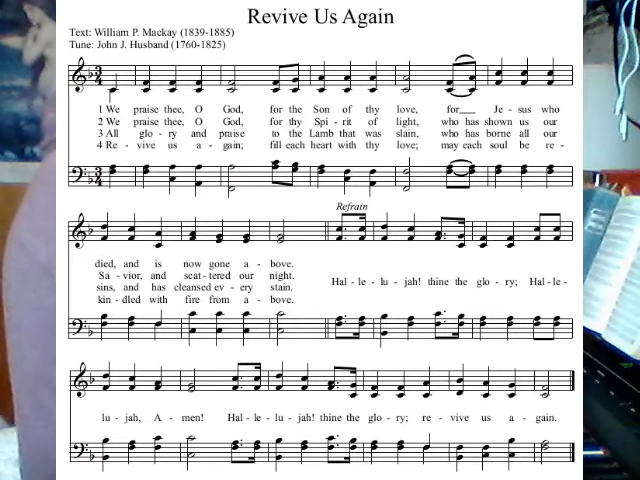 Revive Us Again
Text: William P. Mackay (1839-1885)
Tune: John J. Husband (1760-1825)
1 We praise thee, O God, for the Son of thy love, for___ Je - sus who
2 We praise thee, O God, for thy Spi - rit of light, who has shown us our
3 All glo - ry and praise to the Lamb that was slain, who has borne all our
4 Re - vive us a - gain; fill each heart with thy love; may each soul be re -
Refrain
died, and is now gone a - bove.
Sa - vior, and scat - tered our night.
sins, and has cleansed ev - ery stain.
kin - dled with fire from a - bove.
Hal - le - lu - jah! thine the glo - ry; Hal - le -
lu - jah, A - men! Hal - le - lu - jah! thine the glo - ry; re - vive us a - gain.